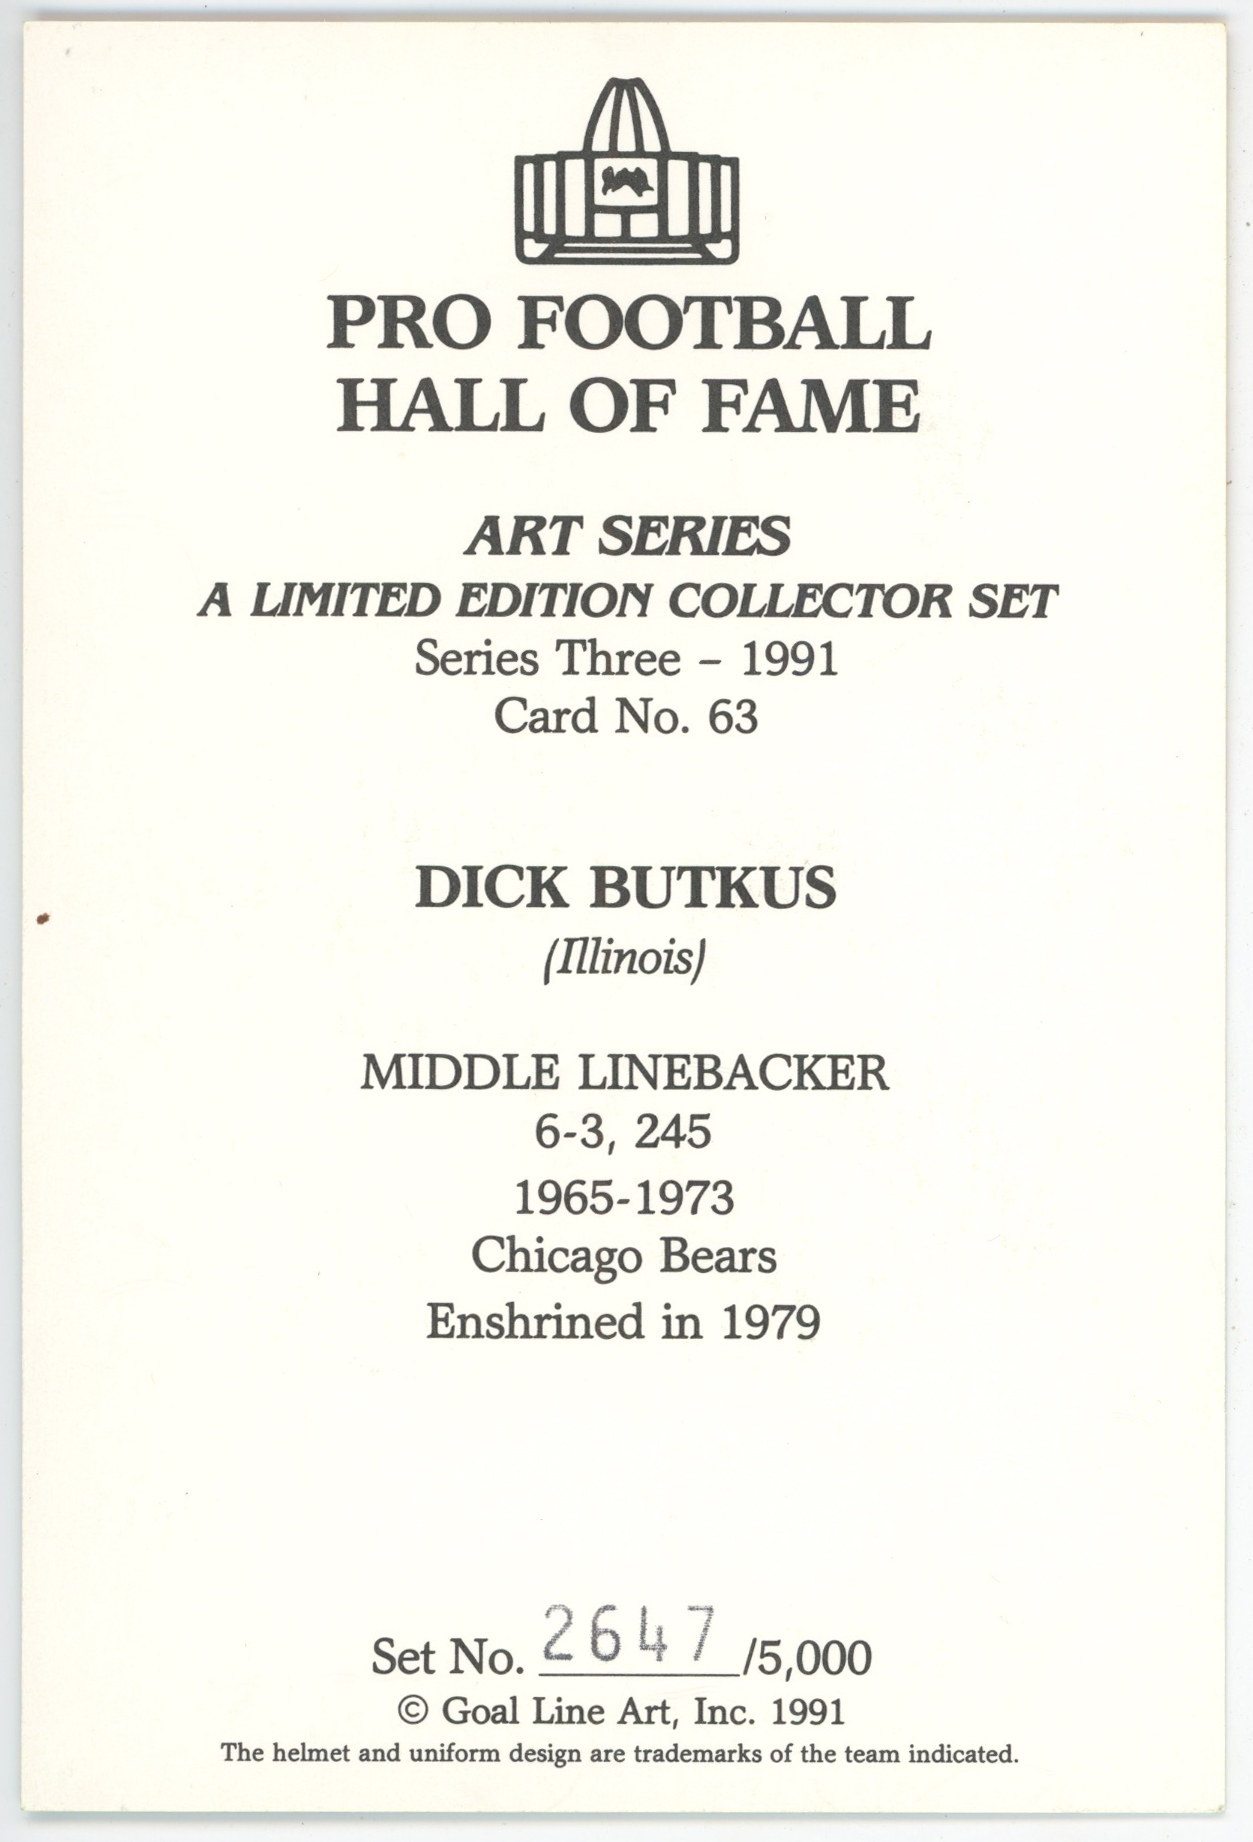 PRO FOOTBALL
HALL OF FAME
ART SERIES
A LIMITED EDITION COLLECTOR SET
Series Three – 1991
Card No. 63
DICK BUTKUS
(Illinois)
MIDDLE LINEBACKER
6-3, 245
1965-1973
Chicago Bears
Enshrined in 1979
Set No. 2647/5,000
© Goal Line Art, Inc. 1991
The helmet and uniform design are trademarks of the team indicated.